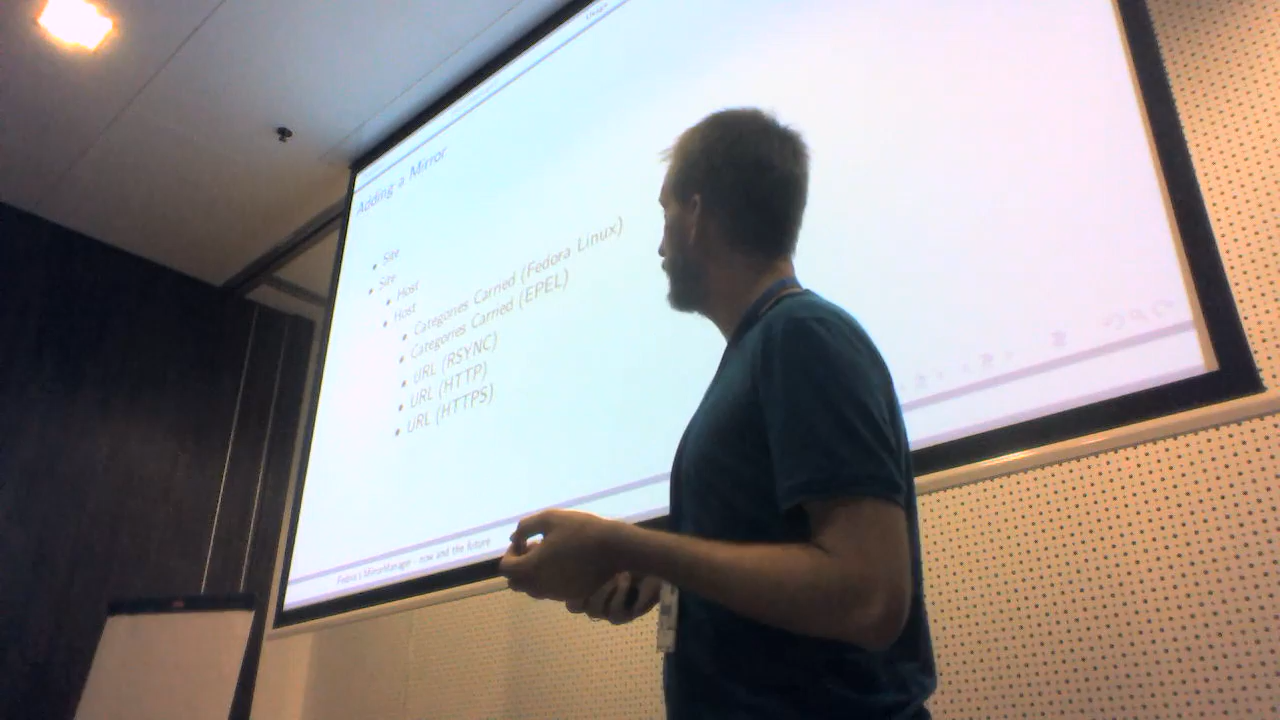 Usage
Adding a Mirror
• Site
• Site
• Host
• Host
• Categories Carried (Fedora Linux)
• Categories Carried (EPEL)
• URL (RSYNC)
• URL (HTTP)
• URL (HTTPS)
Fedora's MirrorManager - now and the future